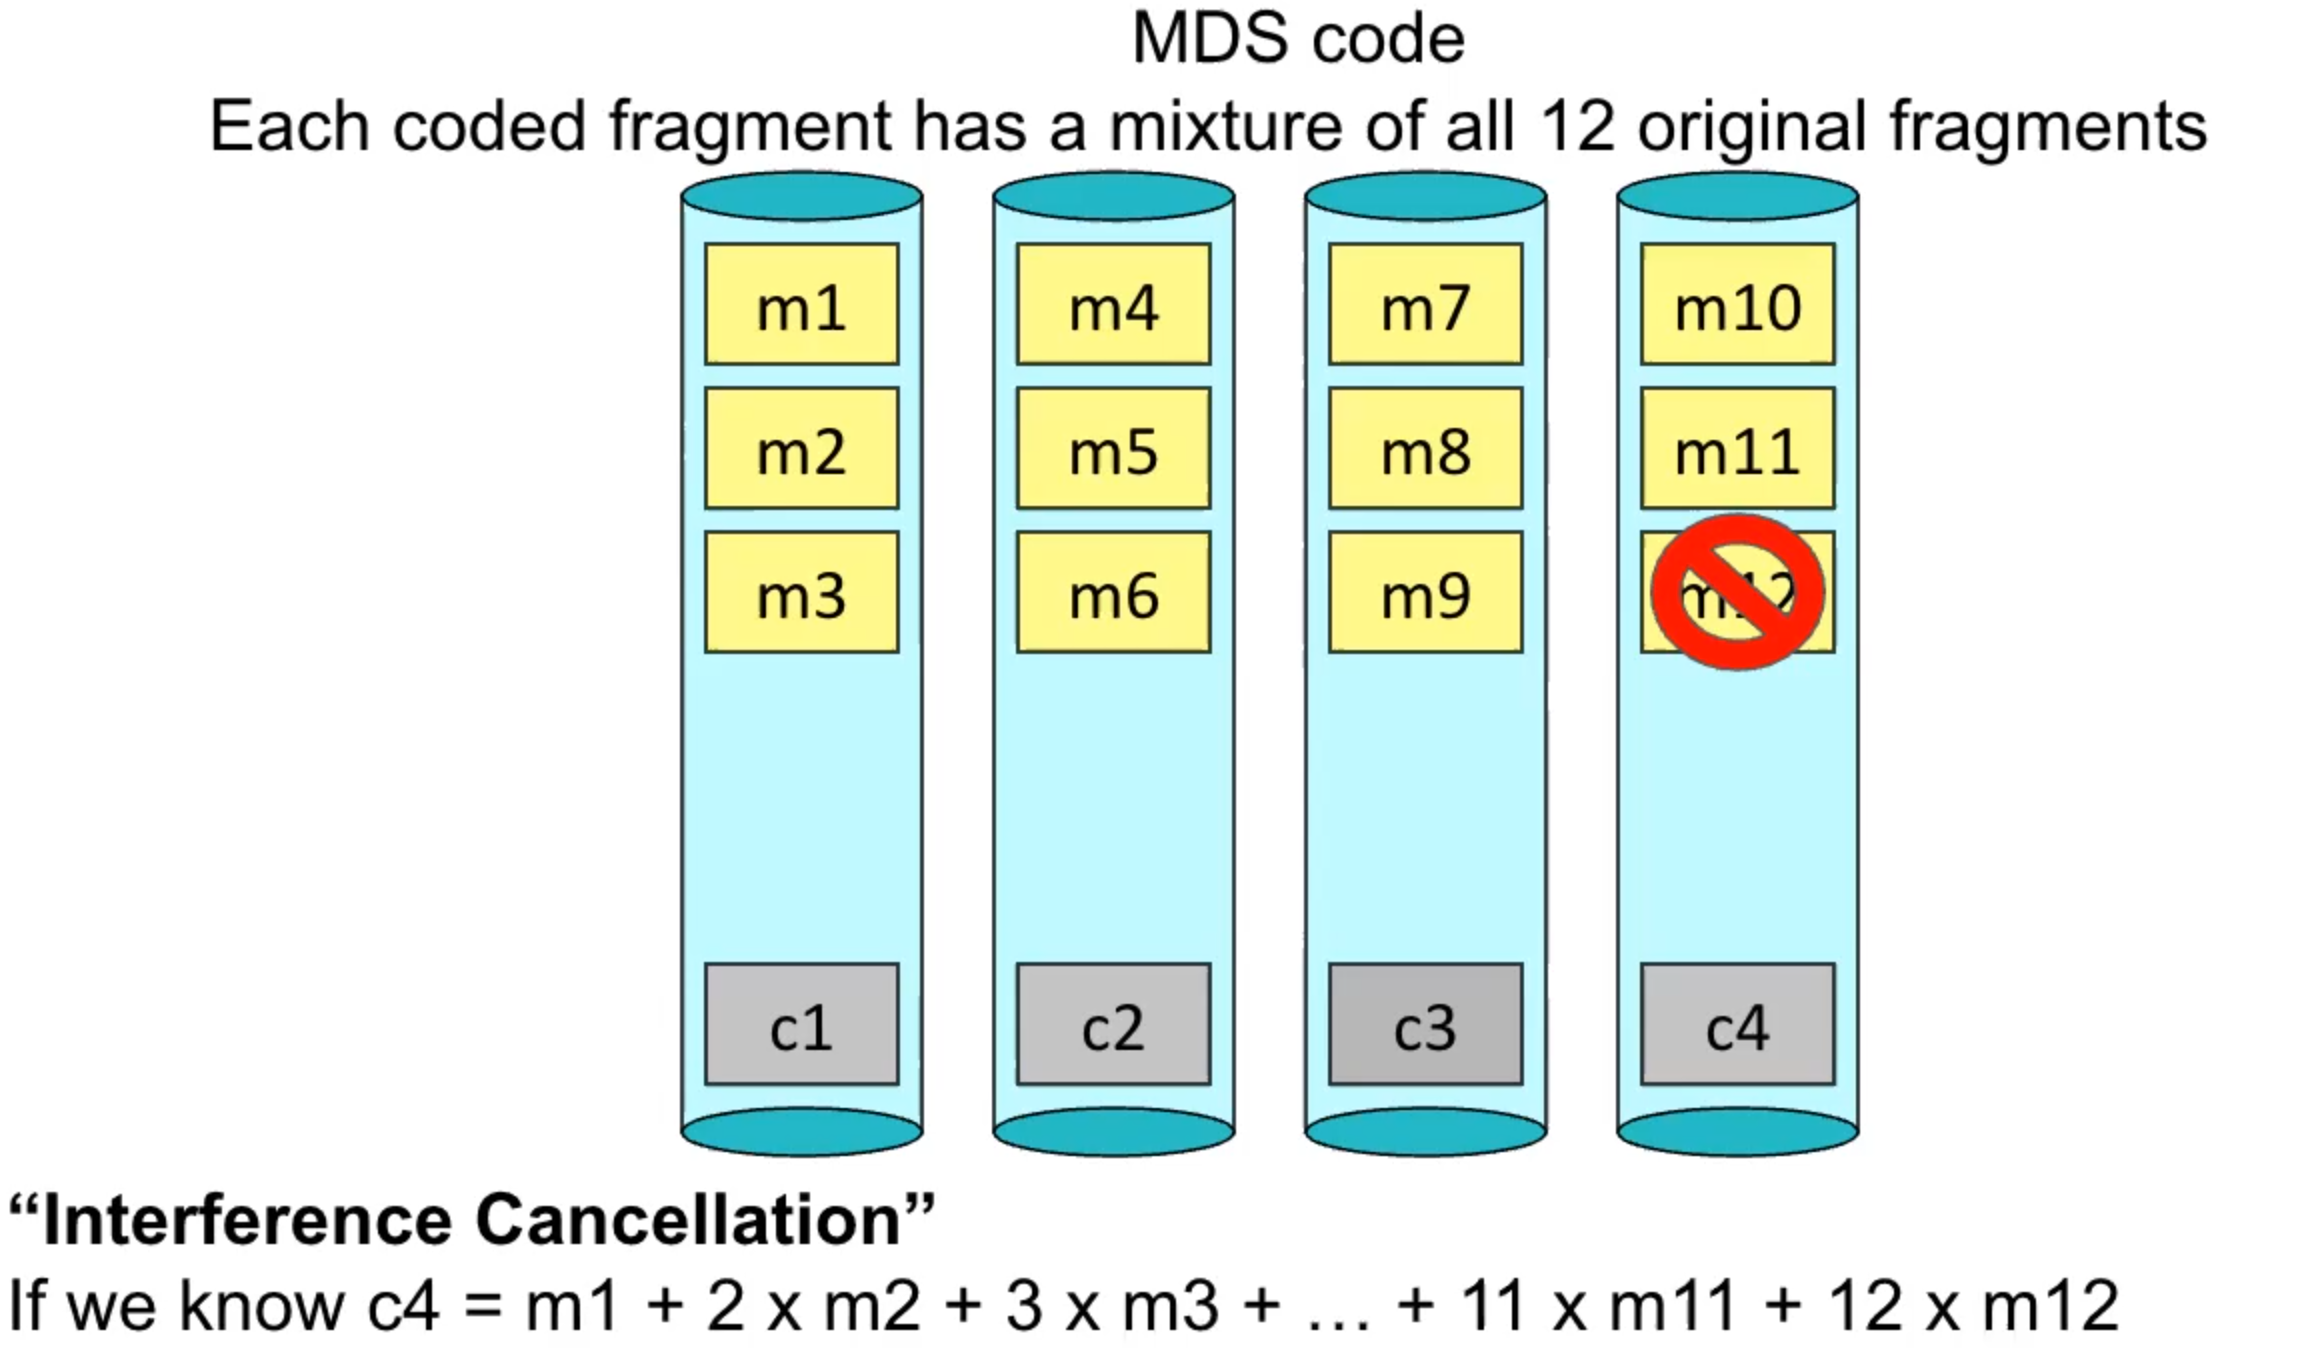 MDS code
Each coded fragment has a mixture of all 12 original fragments
m1 m4 m7 m10
m2 m5 m8 m11
m3 m6 m9 m12
c1 c2 c3 c4
“Interference Cancellation”
If we know c4 = m1 + 2 x m2 + 3 x m3 + ... + 11 x m11 + 12 x m12